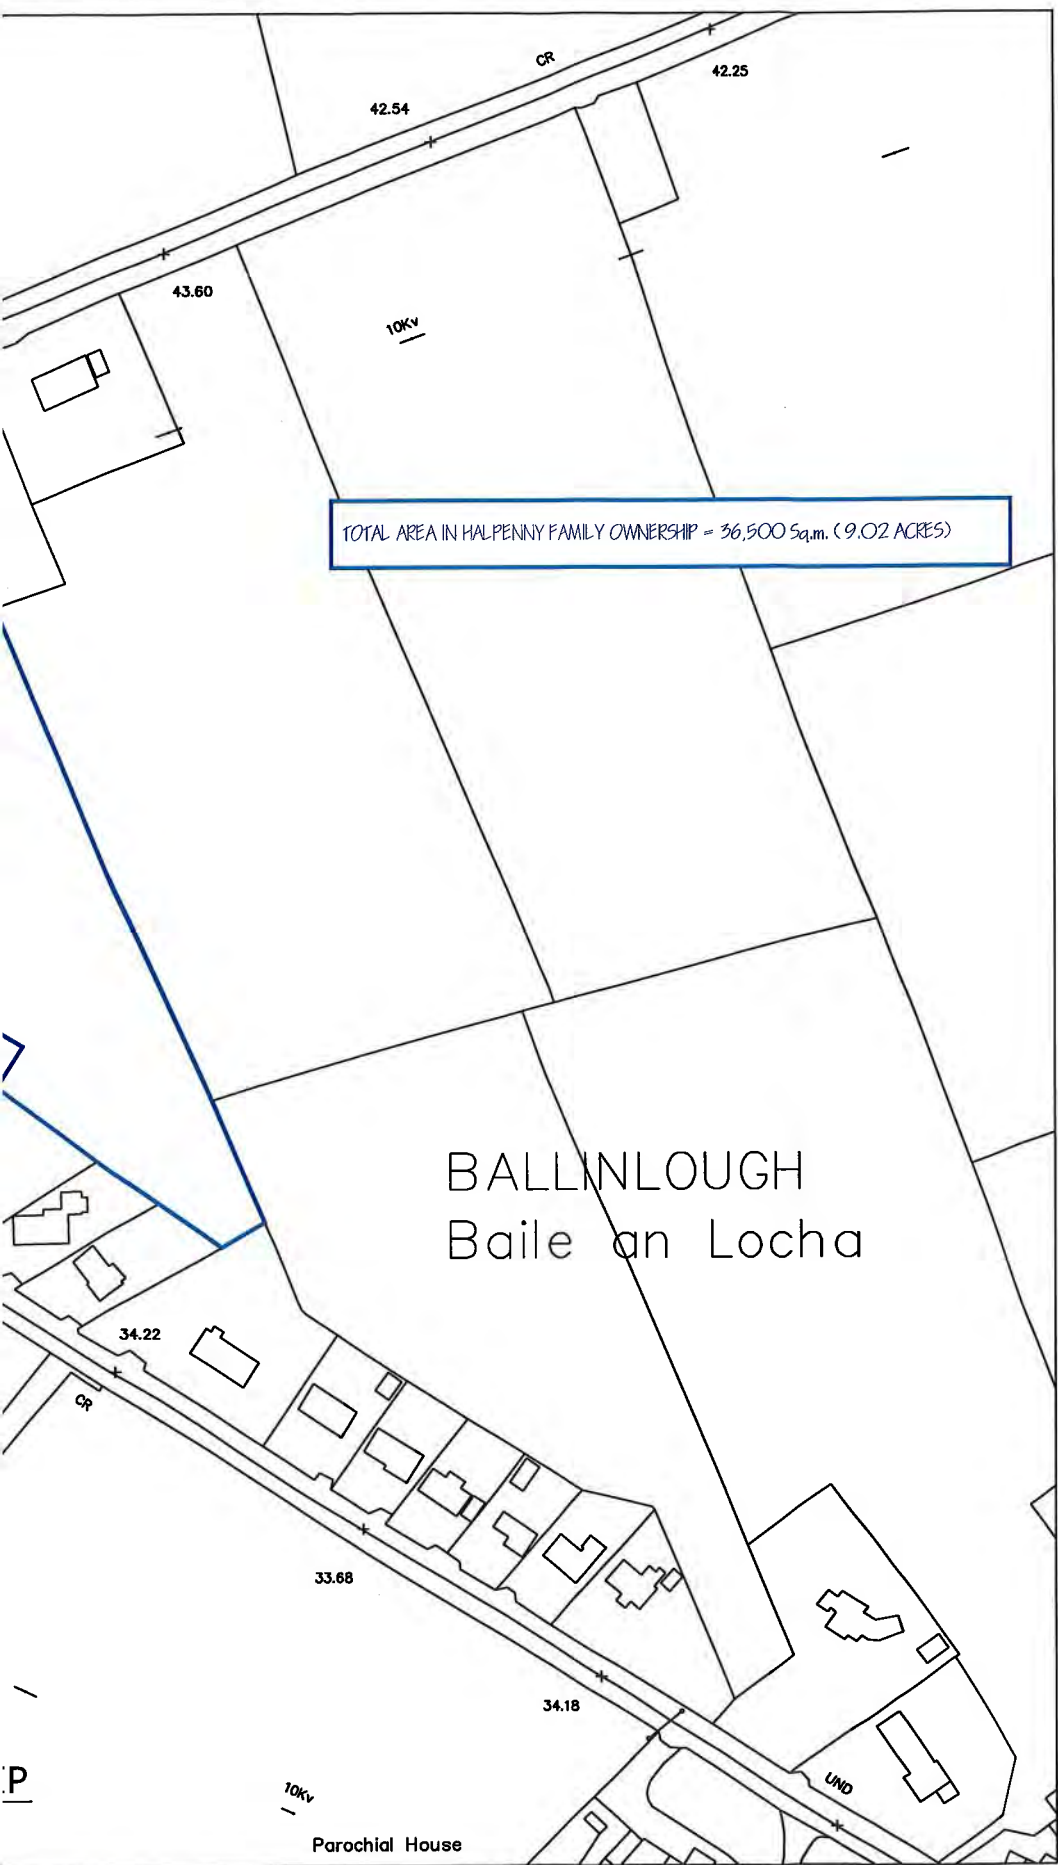 CR
42.25
42.54
43.60
10Kv
TOTAL AREA IN HALPENNY FAMILY OWNERSHIP = 36,500 Sq.m. (9.02 ACRES)
BALLINLOUGH
Baile an Locha
34.22
CR
33.68
34.18
UND
P
10Kv
Parochial House